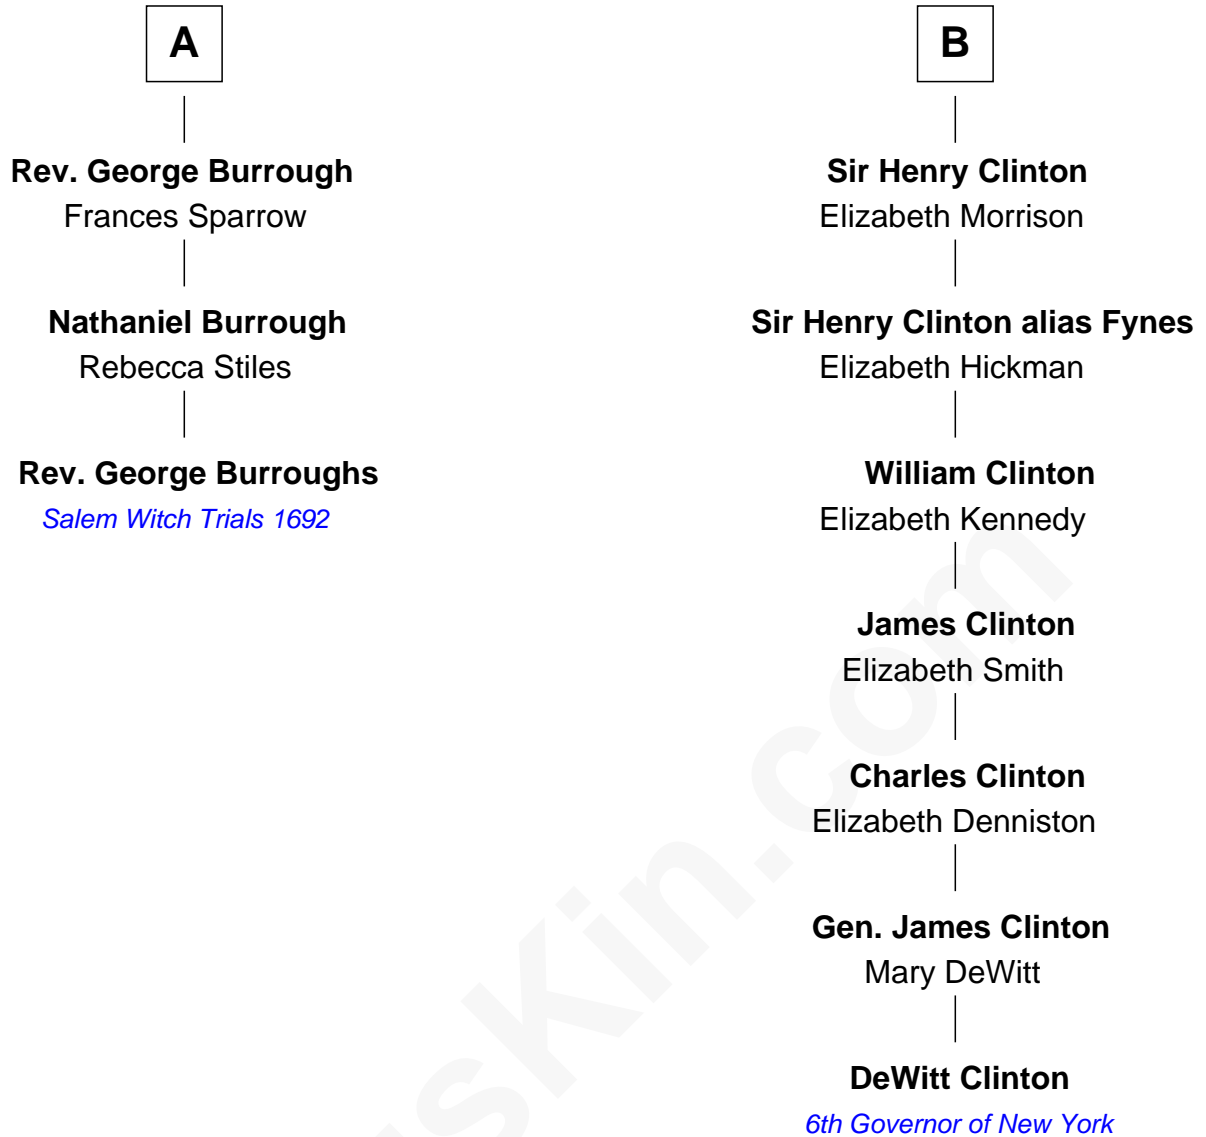 A
Rev. George Burrough
Frances Sparrow
Nathaniel Burrough
Rebecca Stiles
Rev. George Burroughs
Salem Witch Trials 1692
B
Sir Henry Clinton
Elizabeth Morrison
Sir Henry Clinton alias Fynes
Elizabeth Hickman
William Clinton
Elizabeth Kennedy
James Clinton
Elizabeth Smith
Charles Clinton
Elizabeth Denniston
Gen. James Clinton
Mary DeWitt
DeWitt Clinton
6th Governor of New York
sKin.com